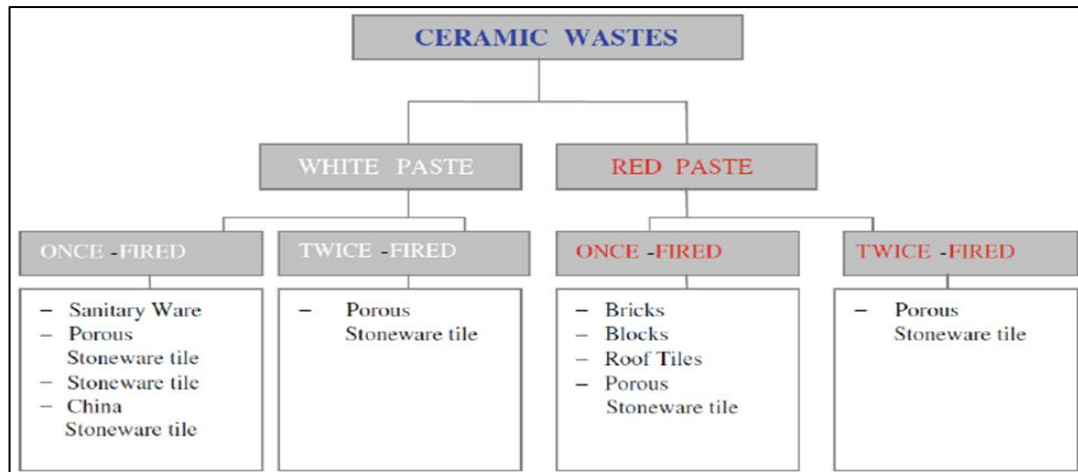 CERAMIC WASTES
WHITE PASTE
RED PASTE
ONCE -FIRED
TWICE -FIRED
ONCE -FIRED
TWICE -FIRED
– Sanitary Ware
– Porous
Stoneware tile
– Stoneware tile
– China
Stoneware tile
– Porous
Stoneware tile
– Bricks
– Blocks
– Roof Tiles
– Porous
Stoneware tile
– Porous
Stoneware tile